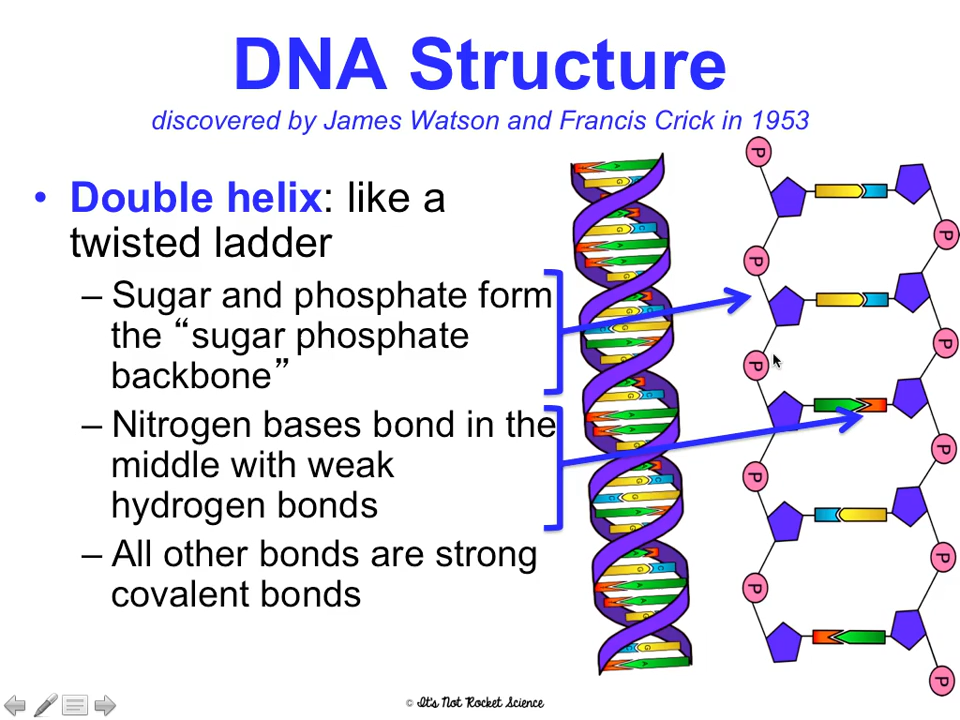 DNA Structure
discovered by James Watson and Francis Crick in 1953
• Double helix: like a
twisted ladder
– Sugar and phosphate form
the “sugar phosphate
backbone”
– Nitrogen bases bond in the
middle with weak
hydrogen bonds
– All other bonds are strong
covalent bonds
P
P
P
P
P
P
P
P
P
P
© It's Not Rocket Science